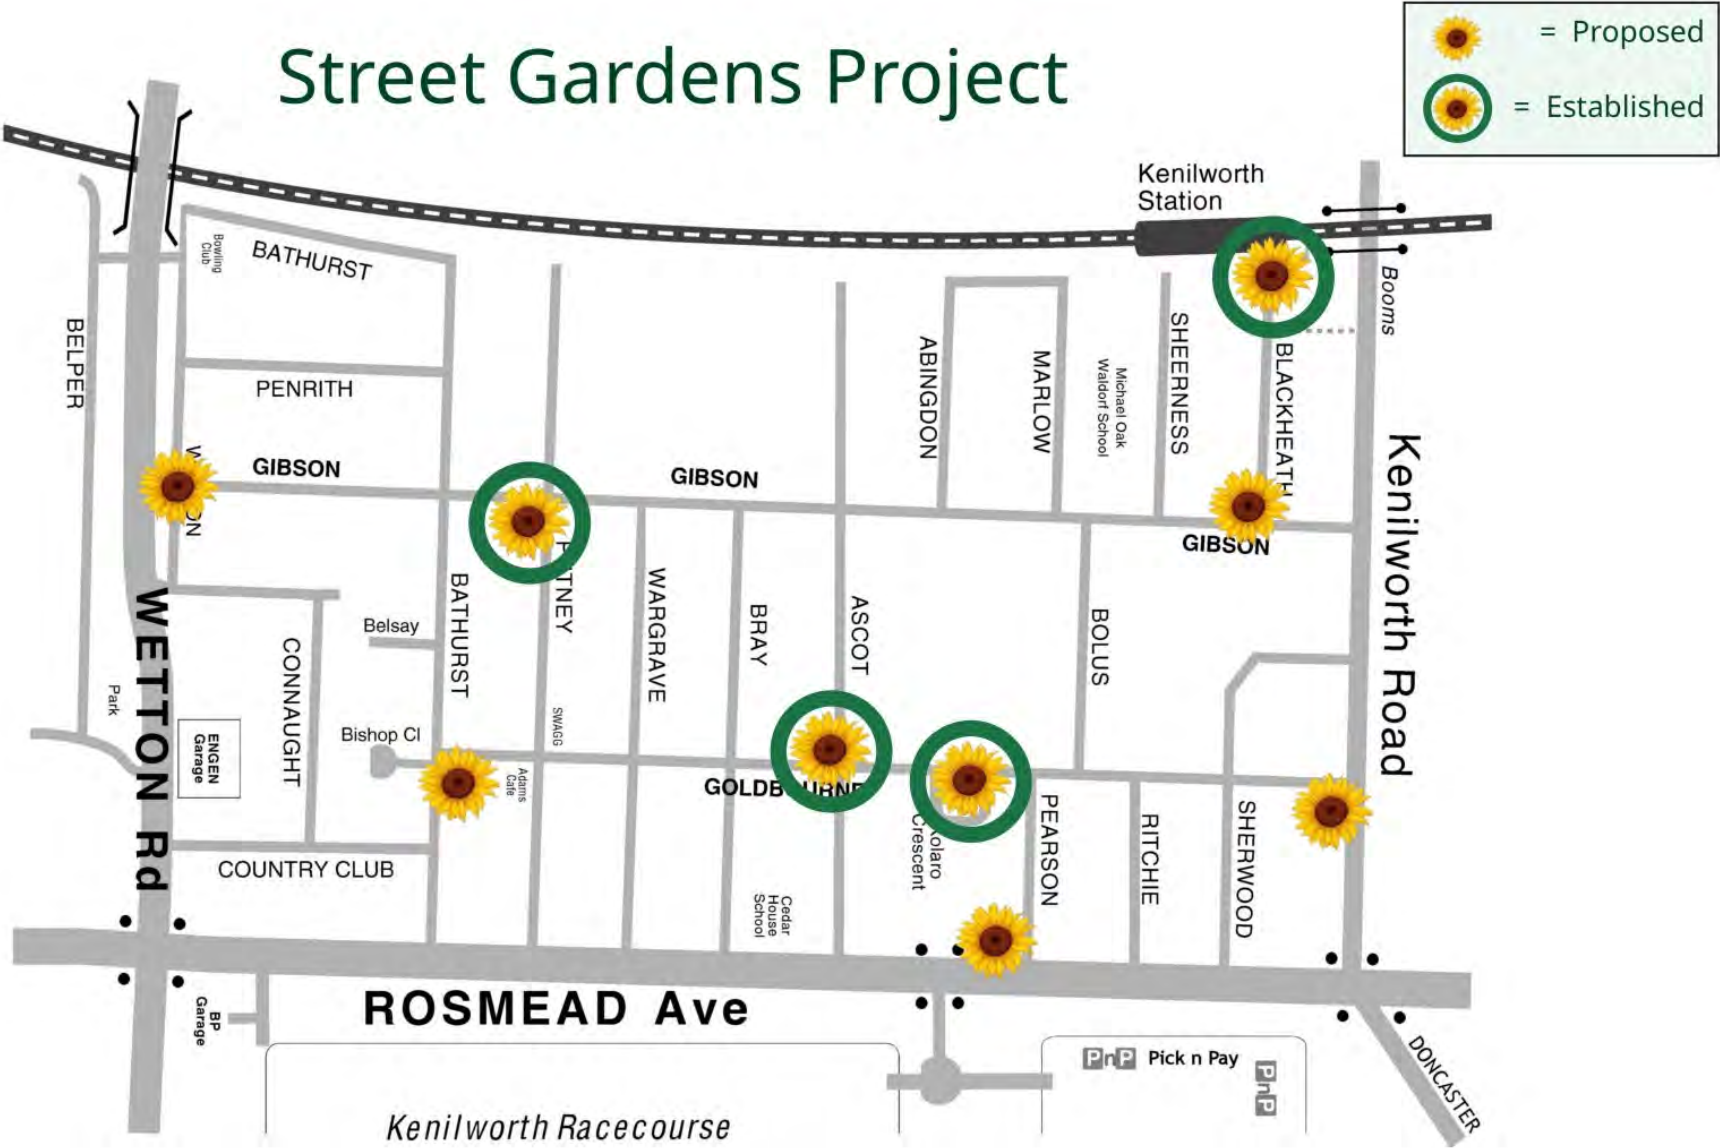 Street Gardens Project
= Proposed
= Established
Kenilworth
Station
Booms
Bowling
Club
BATHURST
BELPER
PENRITH
GIBSON
GIBSON
GIBSON
ABINGDON
MARLOW
Michael Oak
Waldorf School
SHEERNESS
BLACKHEATH
Kenilworth Road
WETTON Rd
Park
ENGEN
Garage
CONNAUGHT
Belsay
Bishop Cl
BATHURST
SWAGG
Adams
Cafe
WARGRAVE
BRAY
ASCOT
BOLUS
Crescent
PEARSON
RITCHIE
SHERWOOD
COUNTRY CLUB
Cedar
House
School
ROSMEAD Ave
BP
Garage
Kenilworth Racecourse
PnP Pick n Pay
PnP
DONCASTER